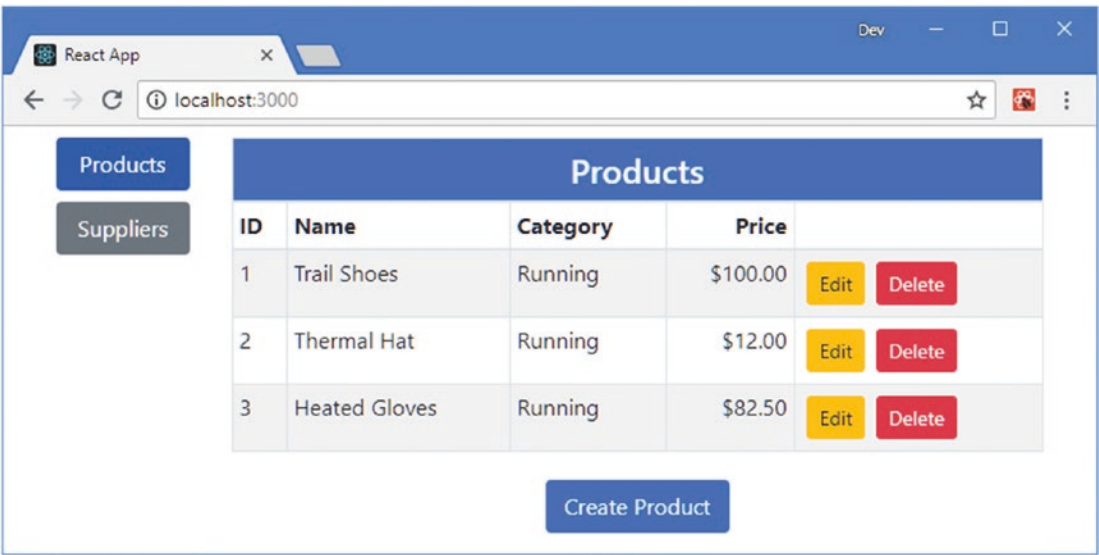 Dev
React App
localhost:3000
Products
Suppliers
Products
ID Name Category Price
1 Trail Shoes Running $100.00 Edit Delete
2 Thermal Hat Running $12.00 Edit Delete
3 Heated Gloves Running $82.50 Edit Delete
Create Product